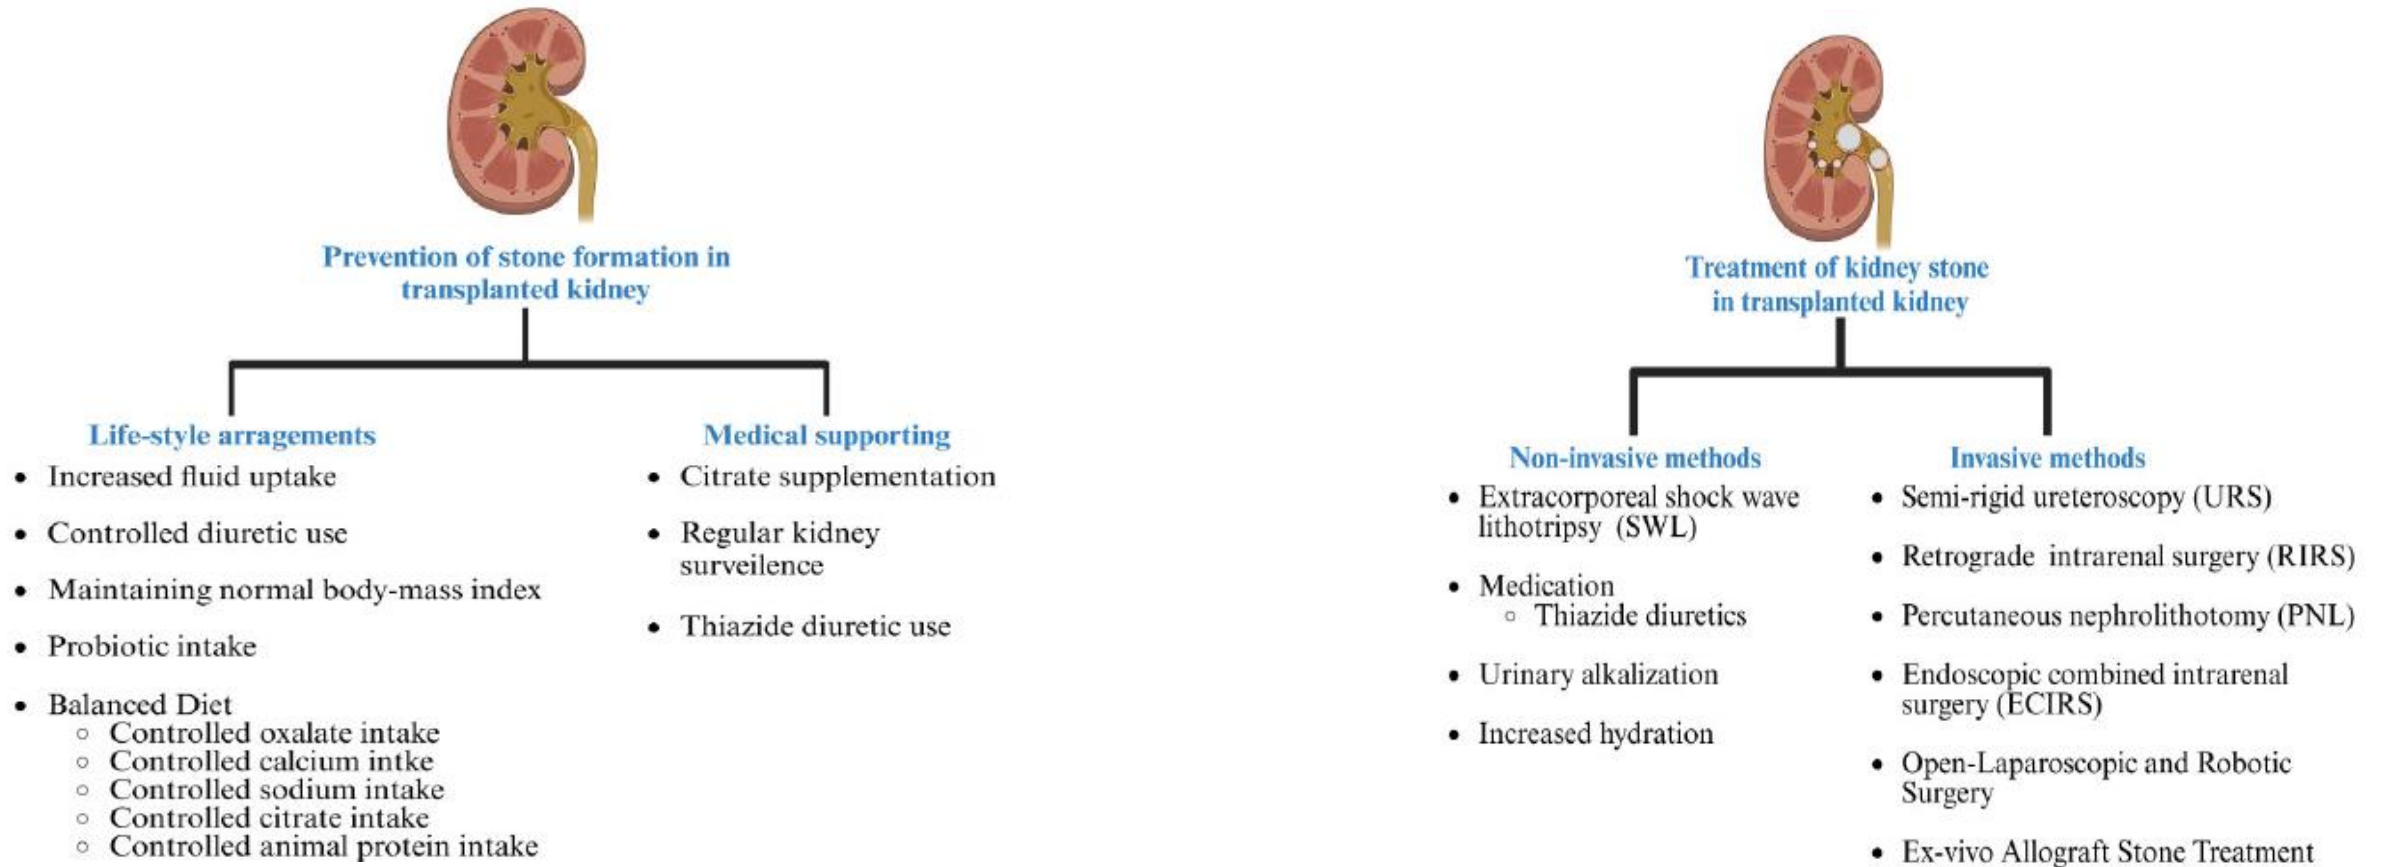 Prevention of stone formation in
transplanted kidney
Life-style arragements
• Increased fluid uptake
• Controlled diuretic use
• Maintaining normal body-mass index
• Probiotic intake
• Balanced Diet
○ Controlled oxalate intake
○ Controlled calcium intke
○ Controlled sodium intake
○ Controlled citrate intake
○ Controlled animal protein intake
Medical supporting
• Citrate supplementation
• Regular kidney
surveilence
• Thiazide diuretic use
Treatment of kidney stone
in transplanted kidney
Non-invasive methods
• Extracorporeal shock wave
lithotripsy (SWL)
• Medication
○ Thiazide diuretics
• Urinary alkalization
• Increased hydration
Invasive methods
• Semi-rigid ureteroscopy (URS)
• Retrograde intrarenal surgery (RIRS)
• Percutaneous nephrolithotomy (PNL)
• Endoscopic combined intrarenal
surgery (ECIRS)
• Open-Laparoscopic and Robotic
Surgery
• Ex-vivo Allograft Stone Treatment